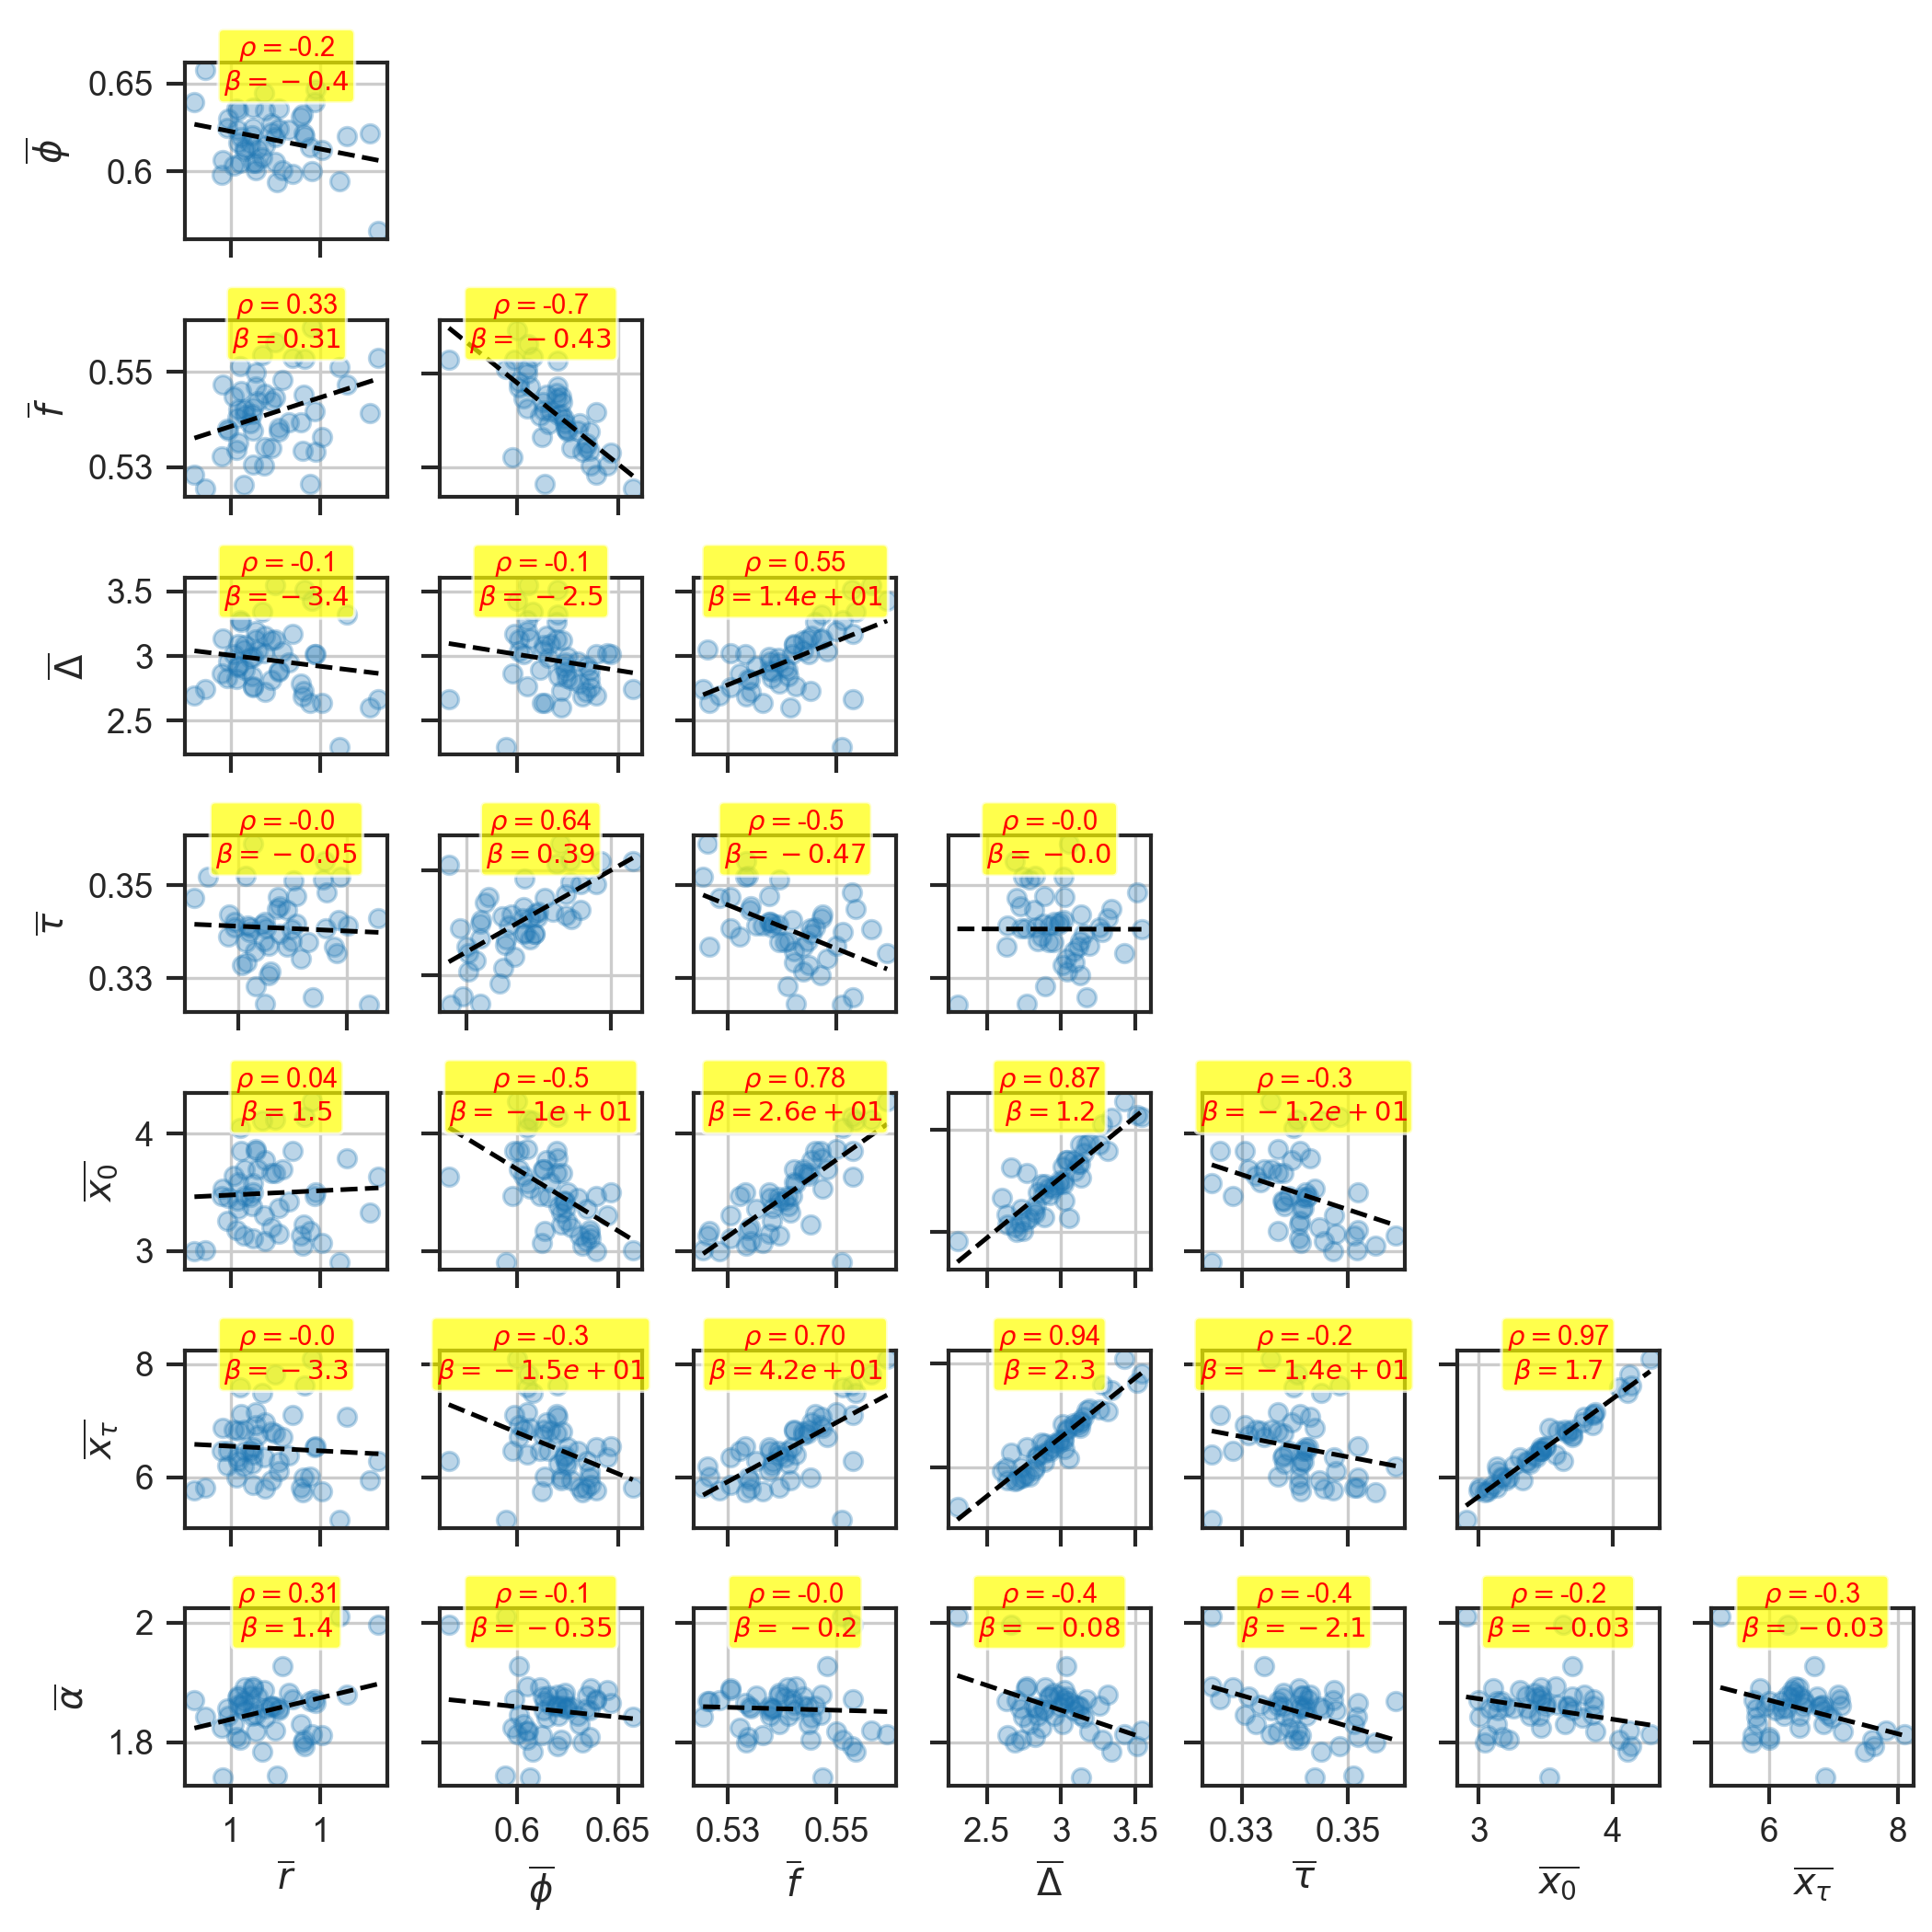 ρ = -0.2
β = −0.4
0.65
0.6
ϕ̅
ρ = 0.33
β = 0.31
ρ = -0.7
β = −0.43
0.55
0.53
f̅
ρ = -0.1
β = −3.4
ρ = -0.1
β = −2.5
ρ = 0.55
β = 1.4e + 01
3.5
3
2.5
Δ̅
ρ = -0.0
β = −0.05
ρ = 0.64
β = 0.39
ρ = -0.5
β = −0.47
ρ = -0.0
β = −0.0
0.35
0.33
τ̅
ρ = 0.04
β = 1.5
ρ = -0.5
β = −1e + 01
ρ = 0.78
β = 2.6e + 01
ρ = 0.87
β = 1.2
ρ = -0.3
β = −1.2e + 01
4
3
x̅₀
ρ = -0.0
β = −3.3
ρ = -0.3
β = −1.5e + 01
ρ = 0.70
β = 4.2e + 01
ρ = 0.94
β = 2.3
ρ = -0.2
β = −1.4e + 01
ρ = 0.97
β = 1.7
8
6
x̅_τ
ρ = 0.31
β = 1.4
ρ = -0.1
β = −0.35
ρ = -0.0
β = −0.2
ρ = -0.4
β = −0.08
ρ = -0.4
β = −2.1
ρ = -0.2
β = −0.03
ρ = -0.3
β = −0.03
2
1.8
α̅
1 1 0.6 0.65 0.53 0.55 2.5 3 3.5 0.33 0.35 3 4 6 8
r̅ ϕ̅ f̅ Δ̅ τ̅ x̅₀ x̅_τ